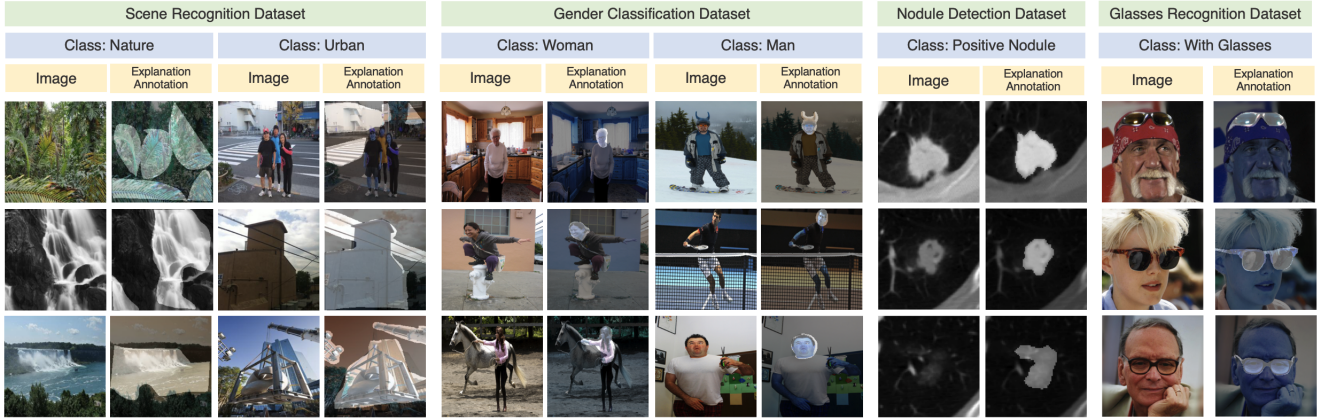 Scene Recognition Dataset
Gender Classification Dataset
Nodule Detection Dataset
Glasses Recognition Dataset
Class: Nature
Class: Urban
Class: Woman
Class: Man
Class: Positive Nodule
Class: With Glasses
Image
Explanation
Annotation
Image
Explanation
Annotation
Image
Explanation
Annotation
Image
Explanation
Annotation
Image
Explanation
Annotation
Image
Explanation
Annotation